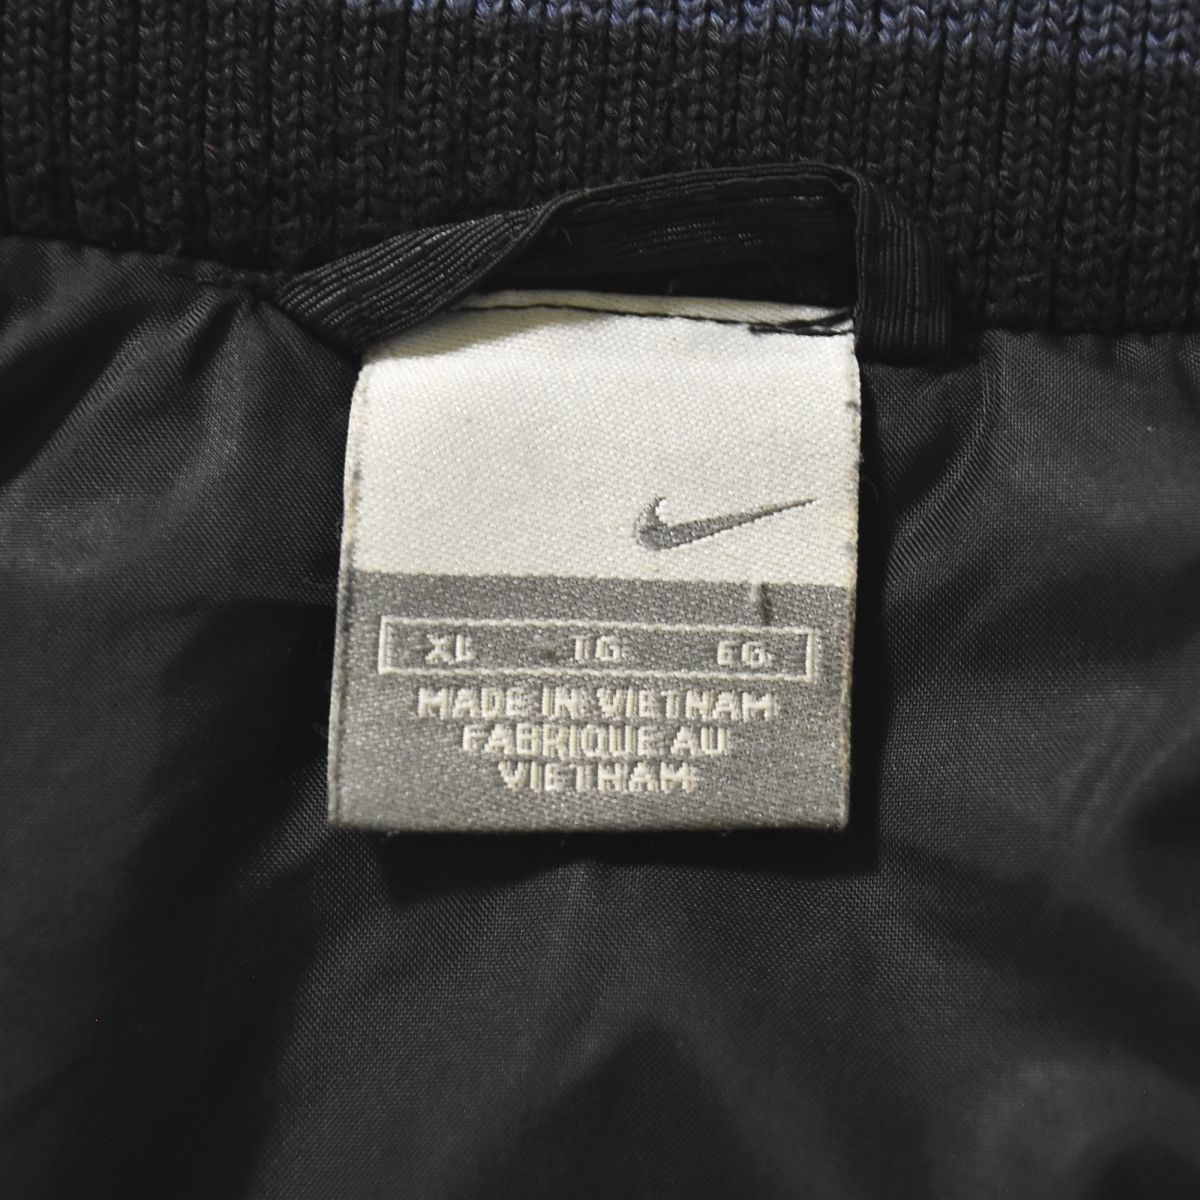 XL TG EG
MADE IN VIETNAM
FABRIQUE AU
VIETNAM